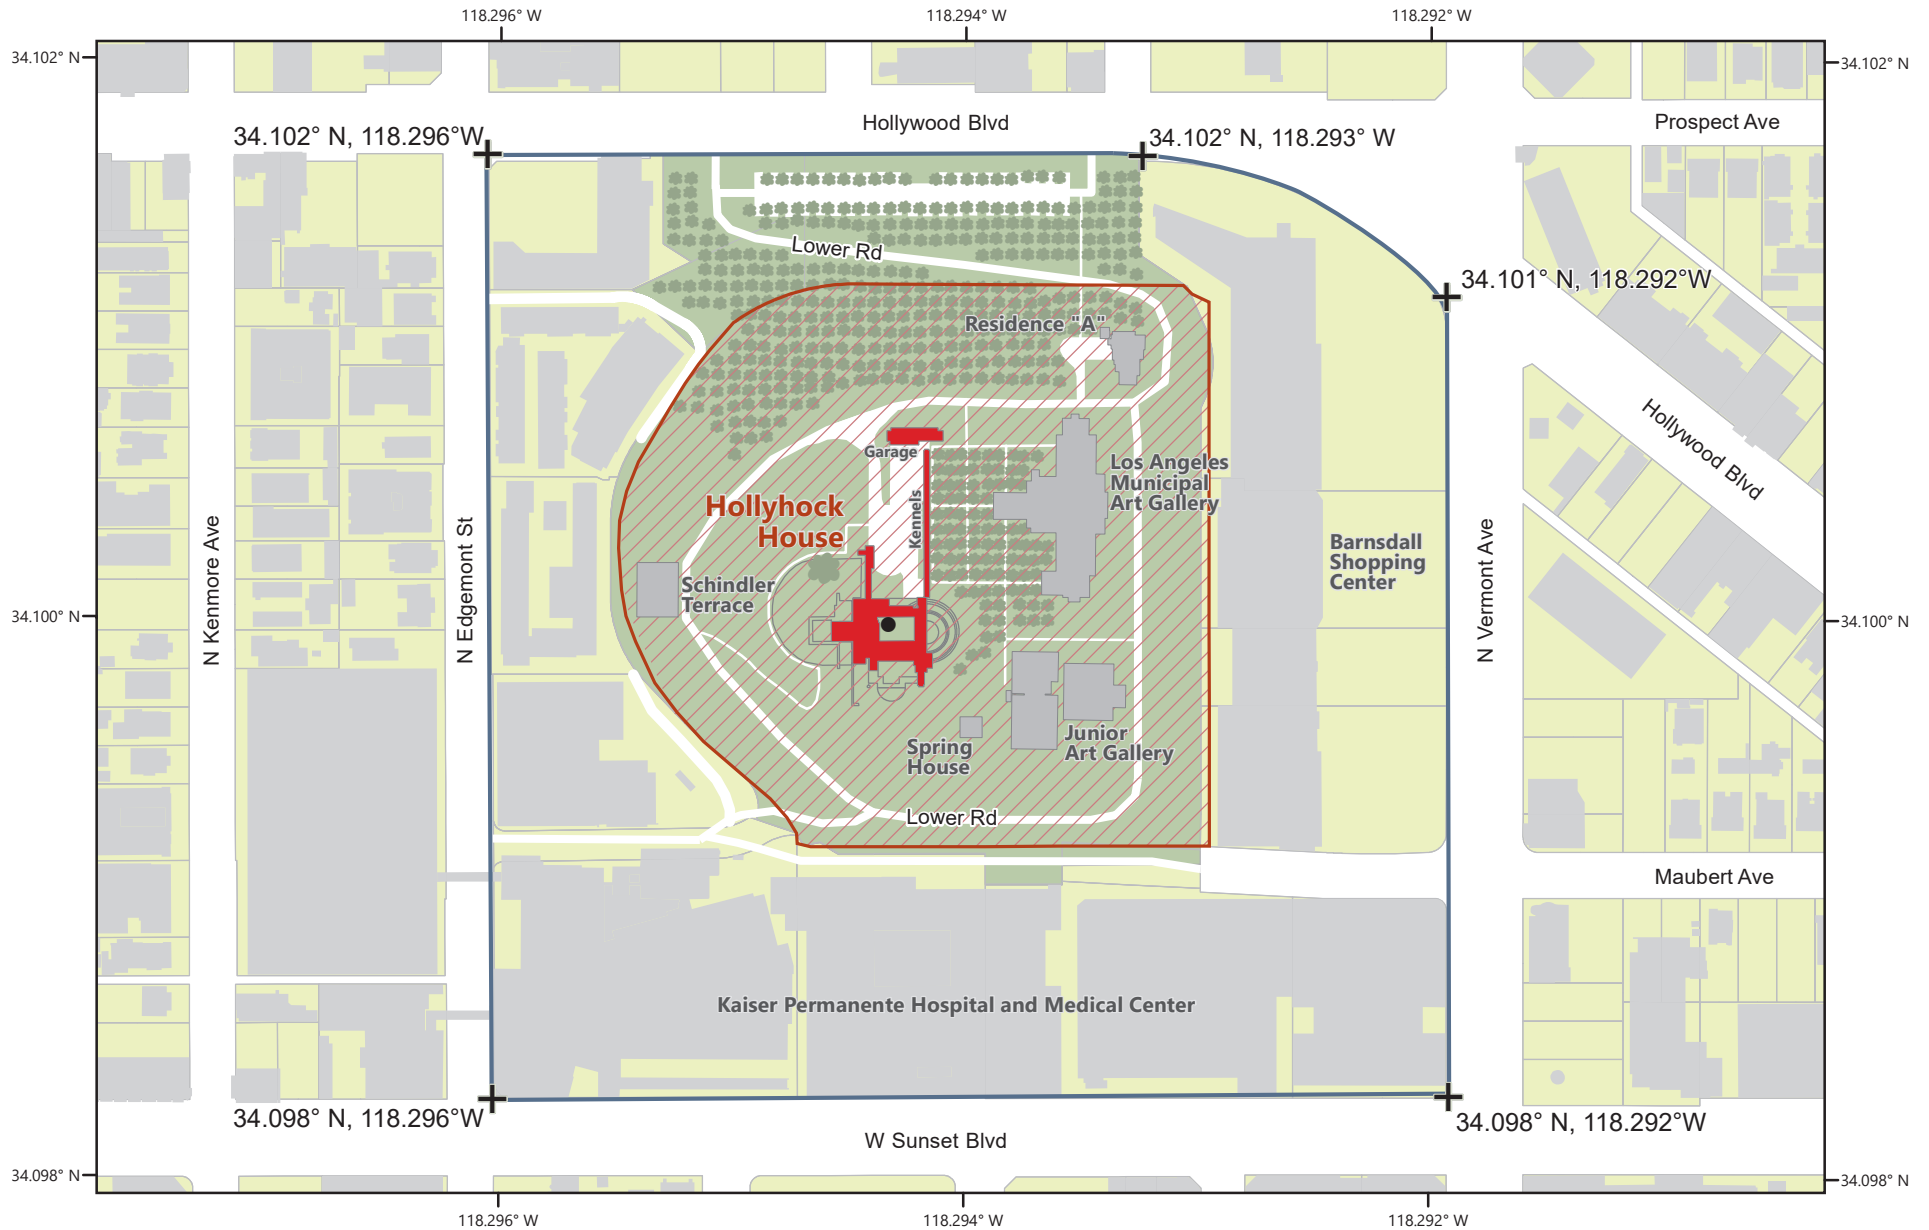 118.296° W
118.294° W
118.292° W
34.102° N
34.102° N
Hollywood Blvd
Prospect Ave
34.102° N, 118.296°W
34.102° N, 118.293° W
Lower Rd
34.101° N, 118.292°W
Residence "A"
Hollywood Blvd
Garage
Los Angeles
Municipal
Art Gallery
Kennels
Hollyhock
House
N Kenmore Ave
N Edgemont St
Barnsdall
Shopping
Center
N Vermont Ave
Schindler
Terrace
34.100° N
34.100° N
Spring
House
Junior
Art Gallery
Lower Rd
Maubert Ave
Kaiser Permanente Hospital and Medical Center
34.098° N, 118.296°W
34.098° N, 118.292°W
W Sunset Blvd
34.098° N
34.098° N
118.296° W
118.294° W
118.292° W